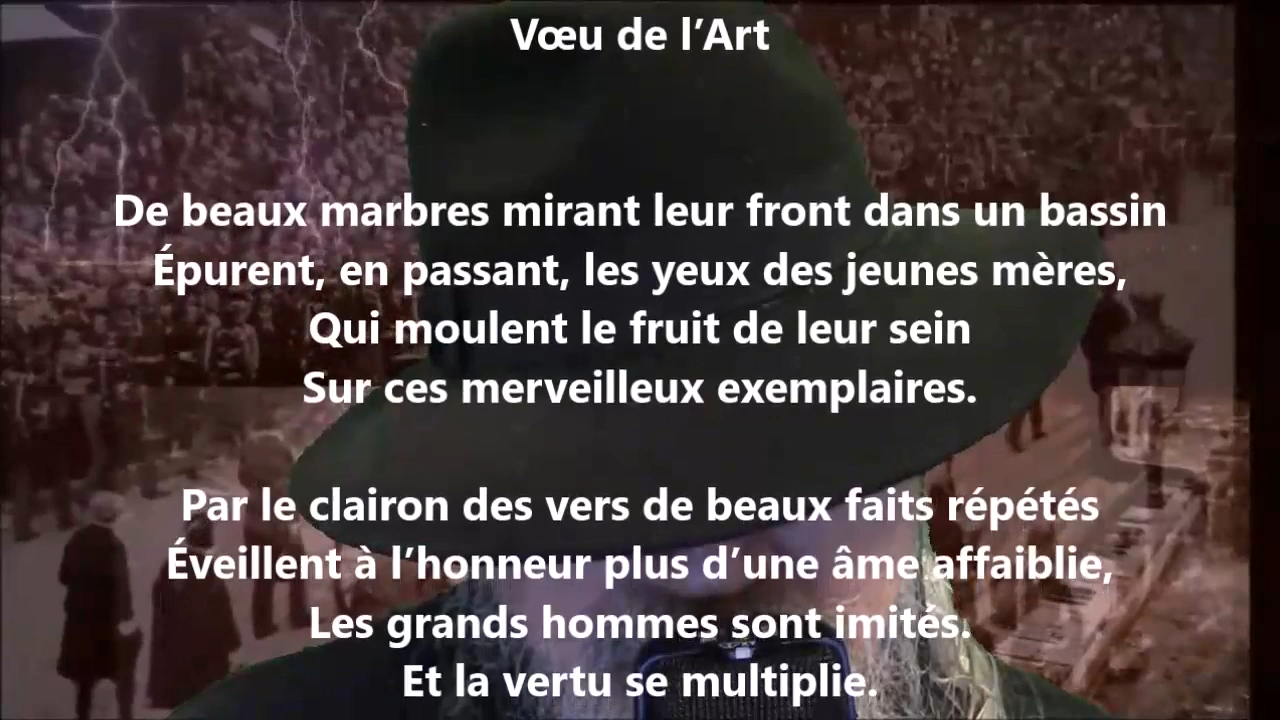 Vœu de l’Art
De beaux marbres mirant leur front dans un bassin
Épurent, en passant, les yeux des jeunes mères,
Qui moulent le fruit de leur sein
Sur ces merveilleux exemplaires.
Par le clairon des vers de beaux faits répétés
Éveillent à l’honneur plus d’une âme affaiblie,
Les grands hommes sont imités.
Et la vertu se multiplie.